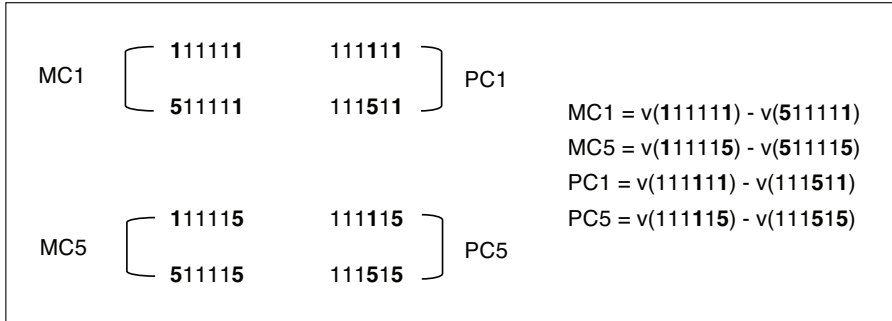 111111 111111
MC1 PC1
511111 111511
MC1 = v(111111) - v(511111)
MC5 = v(111115) - v(511115)
PC1 = v(111111) - v(111511)
PC5 = v(111115) - v(111515)
111115 111115
MC5 PC5
511115 111515